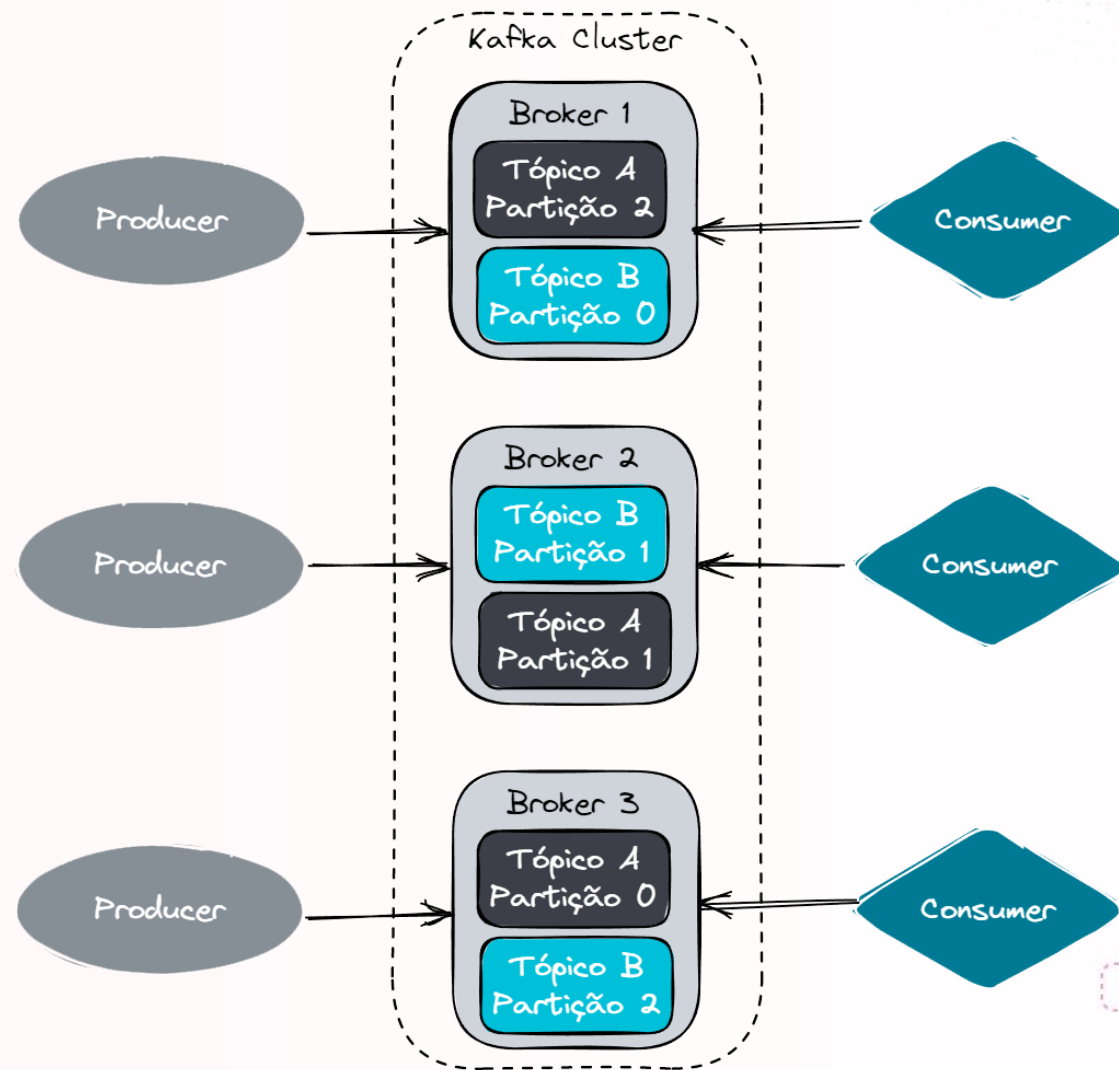 Kafka Cluster
Broker 1
Tópico A
Partição 2
Producer
Consumer
Tópico B
Partição 0
Broker 2
Tópico B
Partição 1
Producer
Consumer
Tópico A
Partição 1
Broker 3
Tópico A
Partição 0
Producer
Consumer
Tópico B
Partição 2